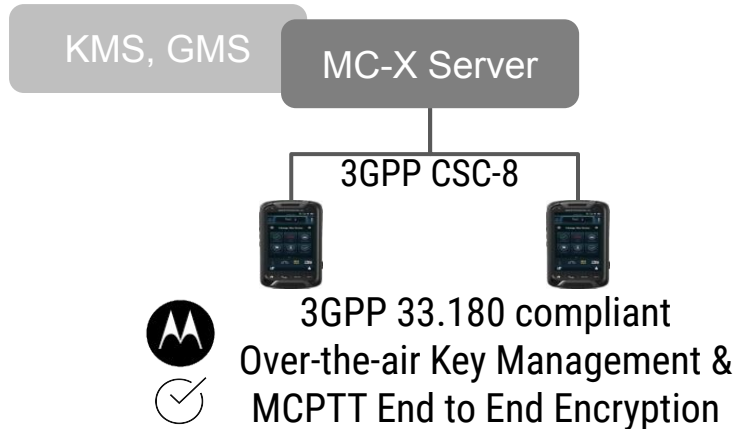 KMS, GMS
MC-X Server
3GPP CSC-8
3GPP 33.180 compliant
Over-the-air Key Management &
MCPTT End to End Encryption